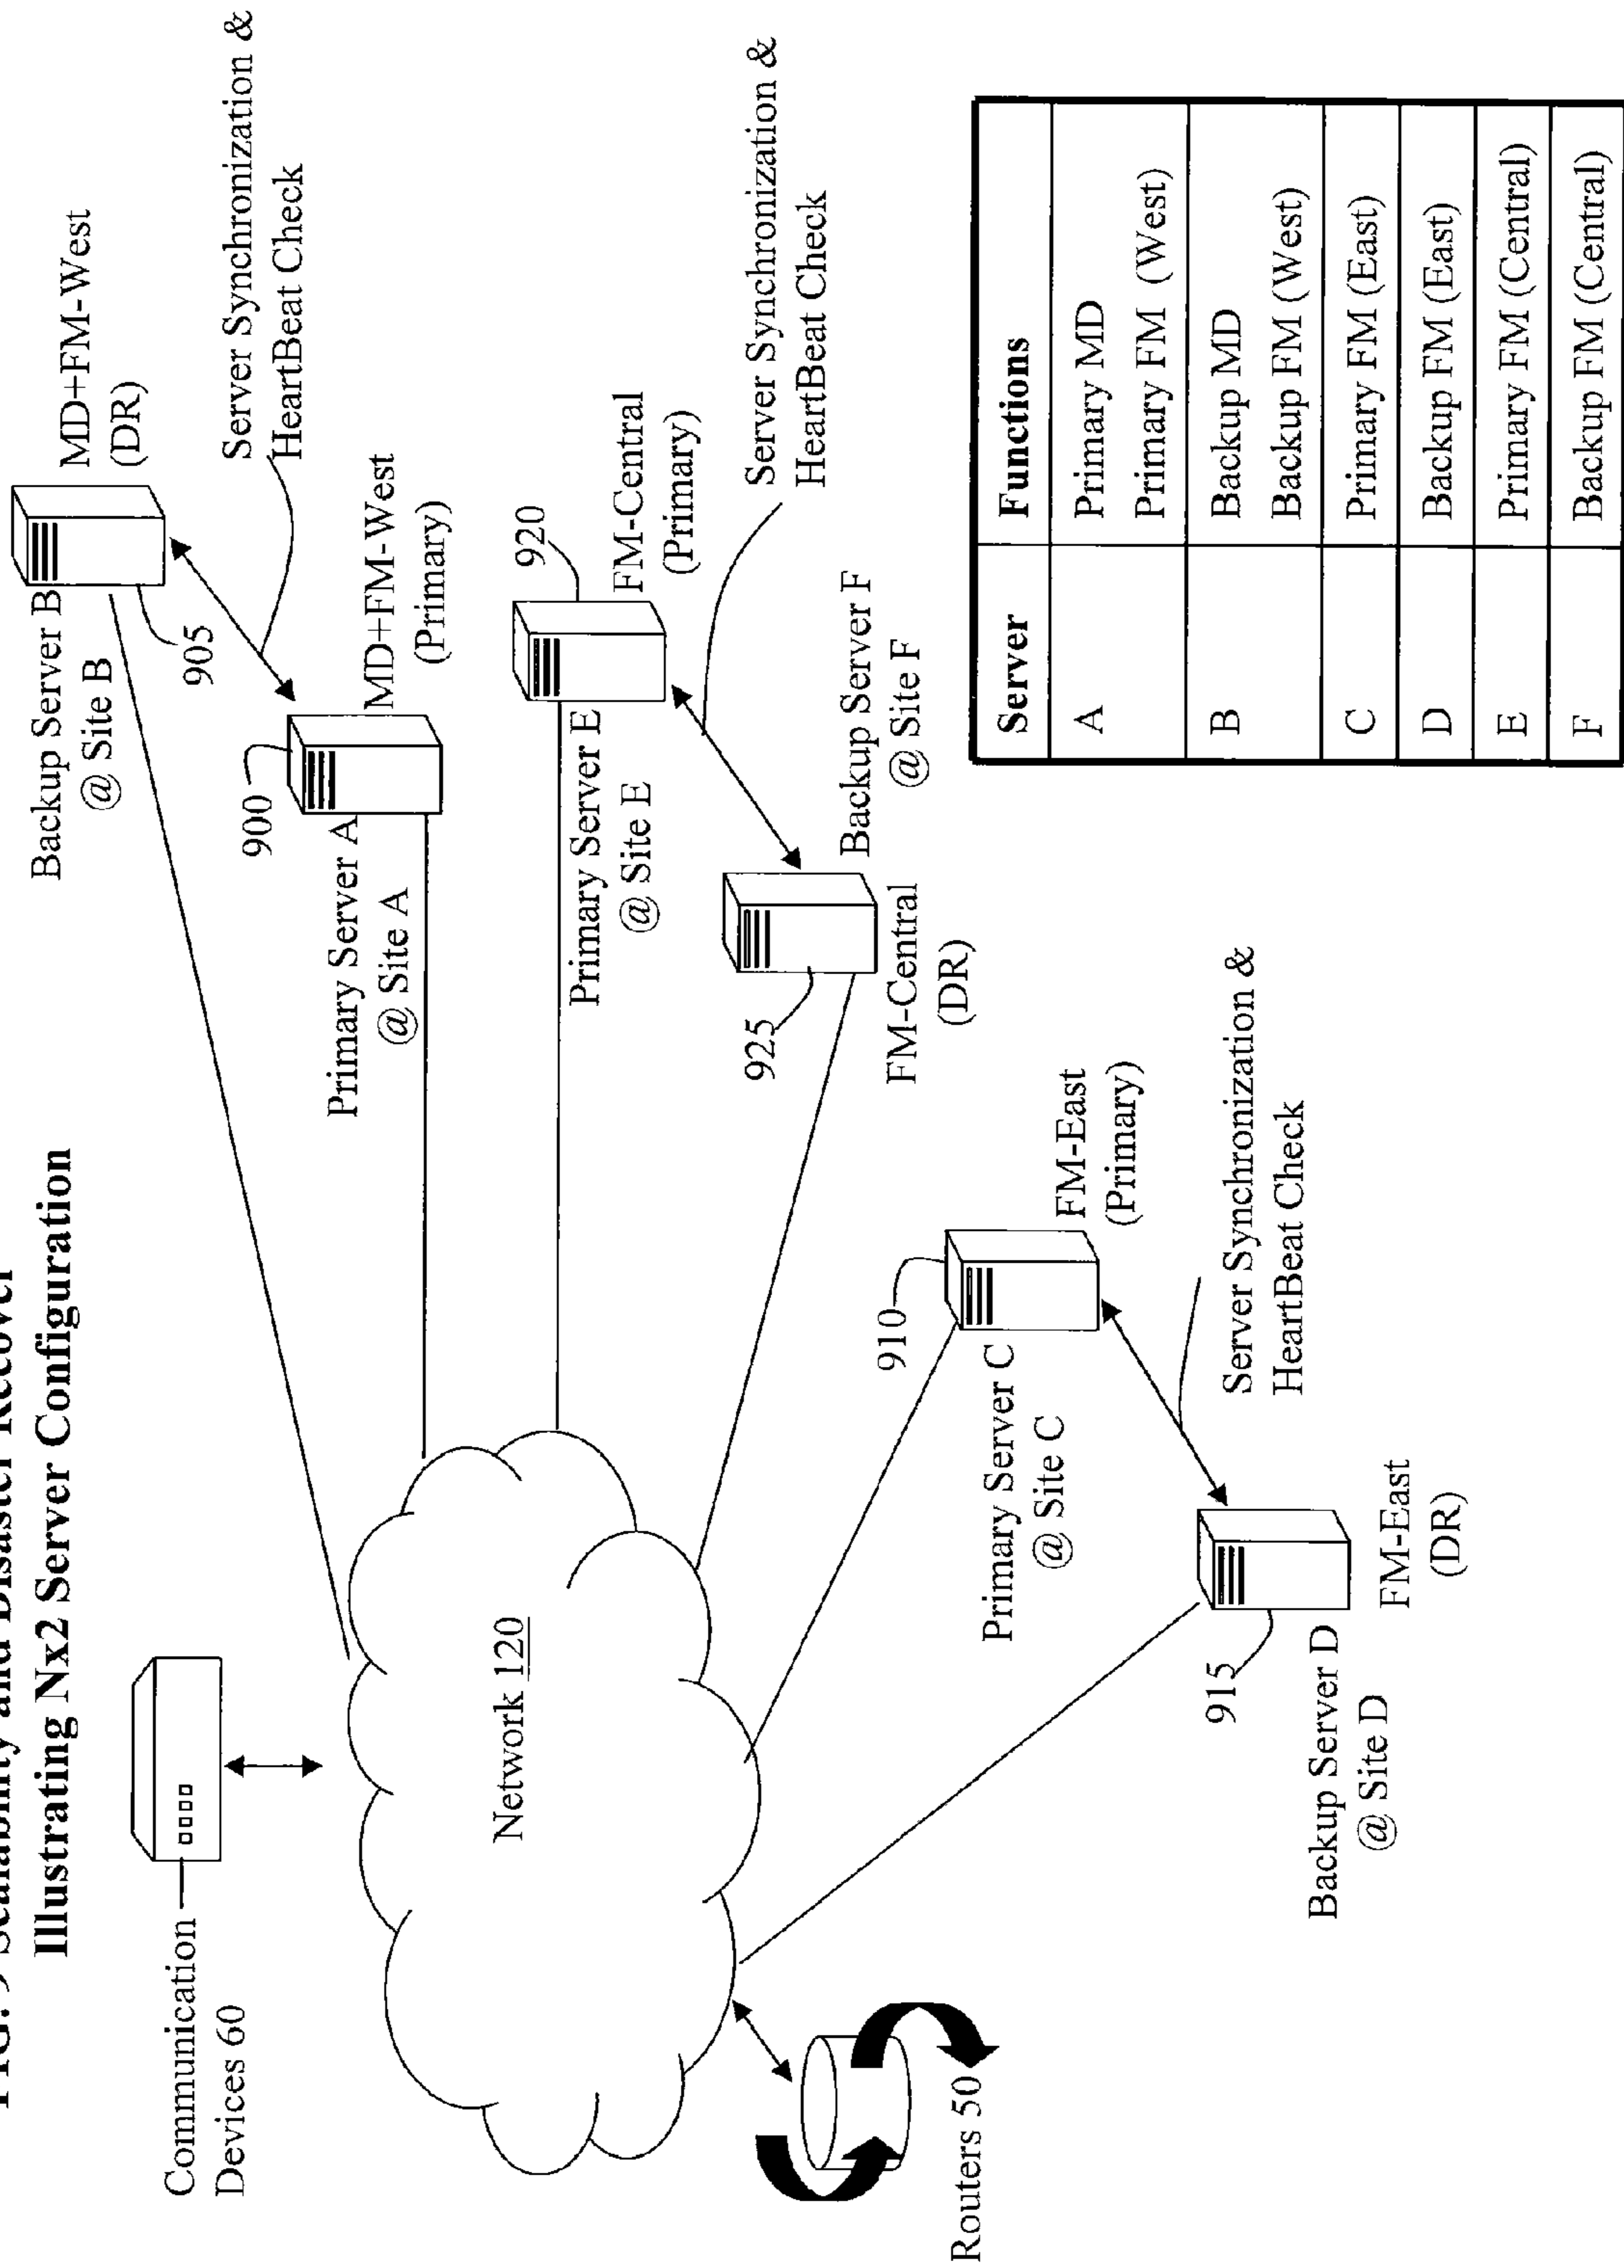 FIG. 9 Scalability and Disaster Recover
Illustrating Nx2 Server Configuration
Communication
Devices 60
Network 120
Routers 50
Backup Server B
@ Site B
905
MD+FM-West
(DR)
Server Synchronization &
HeartBeat Check
900
Primary Server A
@ Site A
MD+FM-West
(Primary)
920
Primary Server E
@ Site E
FM-Central
(Primary)
Server Synchronization &
HeartBeat Check
925
Backup Server F
@ Site F
FM-Central
(DR)
910
Primary Server C
@ Site C
FM-East
(Primary)
Server Synchronization &
HeartBeat Check
915
Backup Server D
@ Site D
FM-East
(DR)
Server Functions
A Primary MD
Primary FM (West)
B Backup MD
Backup FM (West)
C Primary FM (East)
D Backup FM (East)
E Primary FM (Central)
F Backup FM (Central)